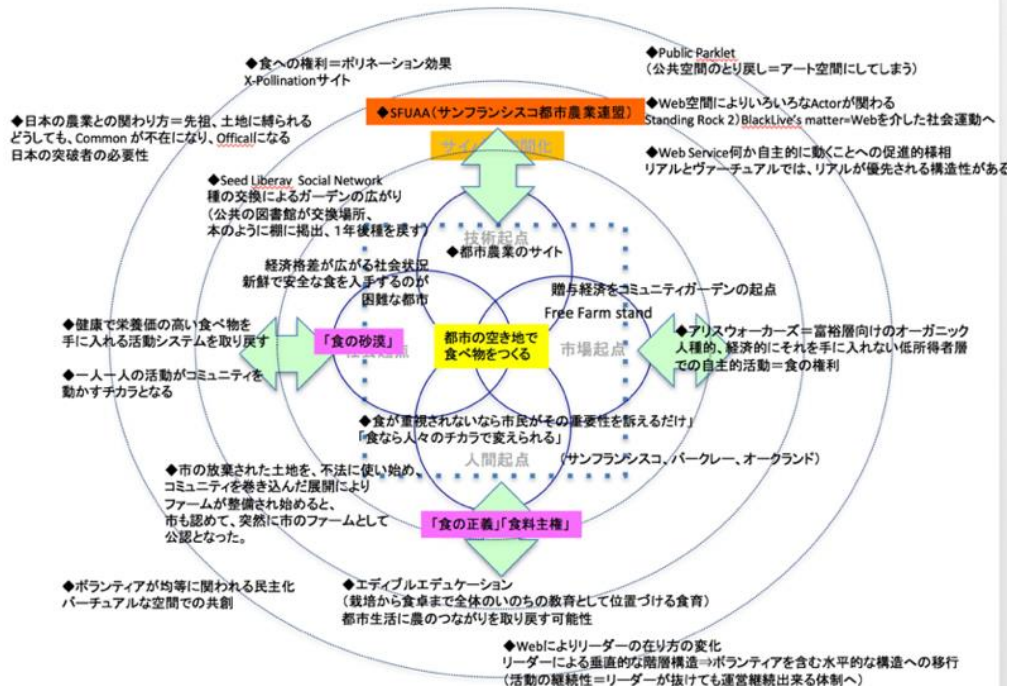 ◆食への権利=ポリネーション効果
X-Pollinationサイト
◆Public Parklet
(公共空間のとり戻し=アート空間にしてしまう)
◆日本の農業との関わり方=先祖、土地に縛られる
どうしても、Common が不在になり、Officalになる
日本の突破者の必要性
◆SFUAA(サンフランシスコ都市農業連盟)
◆Web空間によりいろいろなActorが関わる
Standing Rock 2)BlackLive's matter=Webを介した社会運動へ
◆Web Service何か自主的に動くことへの促進的様相
リアルとヴァーチュアルでは、リアルが優先される構造性がある
◆Seed Liberav Social Network
種の交換によるガーデンの広がり
(公共の図書館が交換場所、
本のように棚に掲出、1年後種を戻す)
技術起点
◆都市農業のサイト
経済格差が広がる社会状況
新鮮で安全な食を入手するのが
困難な都市
贈与経済をコミュニティガーデンの起点
Free Farm stand
◆健康で栄養価の高い食べ物を
手に入れる活動システムを取り戻す
◆一人一人の活動がコミュニティを
動かすチカラとなる
「食の砂漠」
都市の空き地で
食べ物をつくる
市場起点
◆アリスウォーカーズ=富裕層向けのオーガニック
人種的、経済的にそれを手に入れない低所得者層
での自主的活動=食の権利
◆食が重視されないなら市民がその重要性を訴えるだけ」
「食なら人々のチカラで変えられる」
人間起点
(サンフランシスコ、バークレー、オークランド)
◆市の放棄された土地を、不法に使い始め、
コミュニティを巻き込んだ展開により
ファームが整備され始めると、
市も認めて、突然に市のファームとして
公認となった。
「食の正義」「食料主権」
◆ボランティアが均等に関われる民主化
バーチュアルな空間での共創
◆エディブルエデュケーション
(栽培から食卓まで全体のいのちの教育として位置づける食育)
都市生活に農のつながりを取り戻す可能性
◆Webによりリーダーの在り方の変化
リーダーによる垂直的な階層構造⇒ボランティアを含む水平的な構造への移行
(活動の継続性=リーダーが抜けても運営継続出来る体制へ)